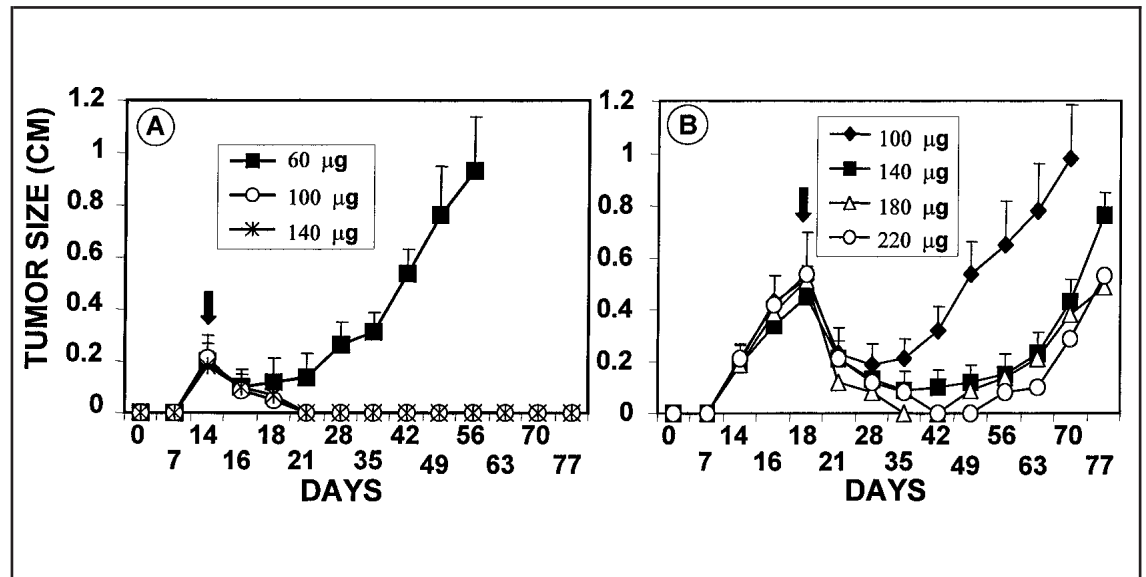 TUMOR SIZE (CM)
1.2
1
0.8
0.6
0.4
0.2
0
A
60 µg
100 µg
140 µg
0 14 18 28 42 56 70
7 16 21 35 49 63 77
DAYS
1.2
1
0.8
0.6
0.4
0.2
0
B
100 µg
140 µg
180 µg
220 µg
0 14 18 28 42 56 70
7 16 21 35 49 63 77
DAYS